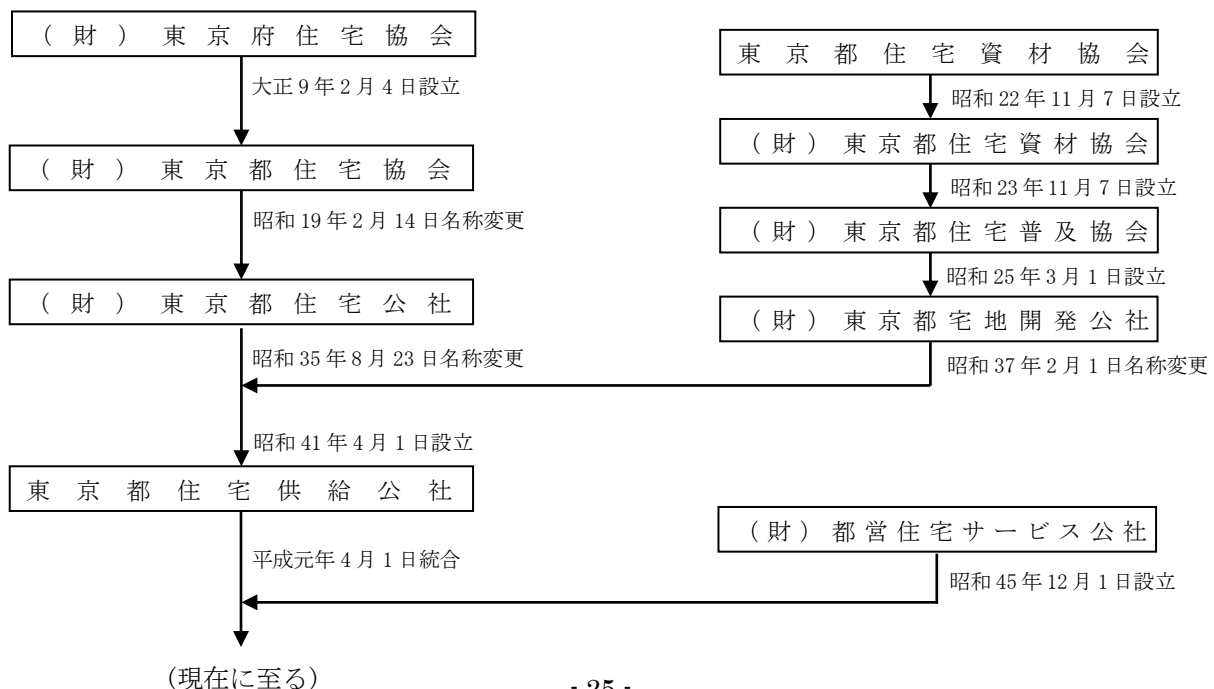 (財)東京府住宅協会
大正9年2月4日設立
(財)東京都住宅協会
昭和19年2月14日名称変更
(財)東京都住宅公社
昭和35年8月23日名称変更
昭和41年4月1日設立
東京都住宅供給公社
平成元年4月1日統合
(現在に至る)
東京都住宅資材協会
昭和22年11月7日設立
(財)東京都住宅資材協会
昭和23年11月7日設立
(財)東京都住宅普及協会
昭和25年3月1日設立
(財)東京都宅地開発公社
昭和37年2月1日名称変更
(財)都営住宅サービス公社
昭和45年12月1日設立
- 25 -